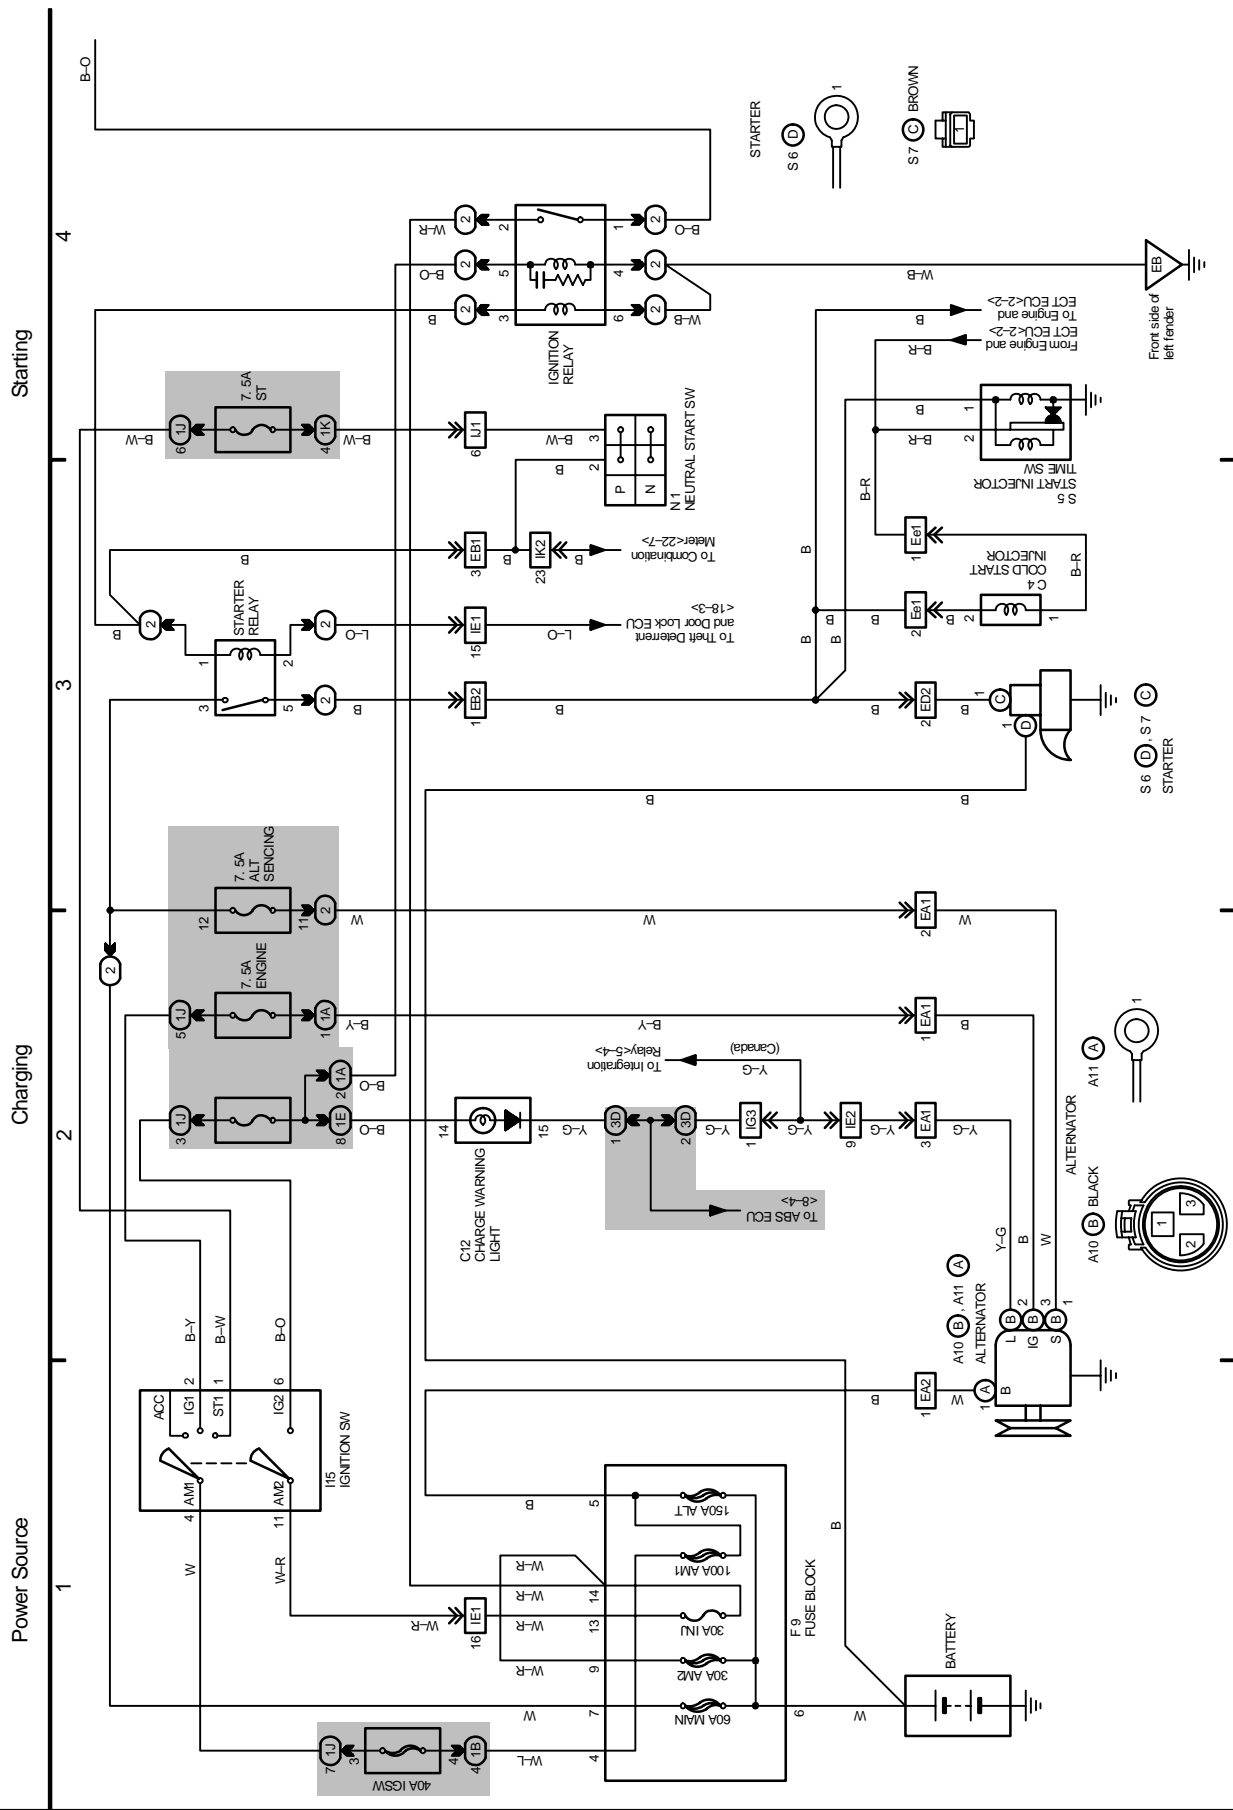 Power Source
Charging
Starting
1
2
3
4
B–O
7. 5A
ST
6
1J
B–W
4
1K
B–W
6
IJ1
B–W
3
2
B
P
N
N 1
NEUTRAL START SW
IGNITION
RELAY
W–R
2
2
B–O
2
5
B
2
3
1
2
B–O
4
2
W–B
6
2
W–B
STARTER
S 6 D
1
S 7 C BROWN
1
EB
Front side of
left fender
To Engine and
ECT ECU<2–2>
B
From Engine and
ECT ECU<2–2>
B–R
B
1
B–R
2
S 5
START INJECTOR
TIME SW
B–R
1
Ee1
C 4
COLD START
INJECTOR
B–R
B
B
B
2
Ee1
B
2
1
B
3
EB1
B
23
IK2
B
To Combination
Meter<22–7>
STARTER
RELAY
B
2
1
2
2
L–O
15
IE1
L–O
To Theft Deterrent
and Door Lock ECU
<18–3>
3
5
2
B
1
EB2
B
B
2
ED2
B
1
C
1
D
S 6 D , S 7 C
STARTER
B
B
7. 5A
ALT
SENCING
12
11
2
W
W
2
EA1
W
2
7. 5A
ENGINE
5
1J
1
1A
B–Y
B–Y
1
EA1
B
3
1J
2
1A
B–O
8
1E
B–O
14
15
C12
CHARGE WARNING
LIGHT
Y–G
1
3D
2
3D
Y–G
To ABS ECU
<8–4>
1
IG3
Y–G
Y–G
(Canada)
To Integration
Relay<5–4>
9
IE2
Y–G
3
EA1
Y–G
A11 A
1
ALTERNATOR
A10 B BLACK
1
2
3
Y–G
B
W
1
2
3
B
B
B
L
IG
S
A10 B , A11 A
ALTERNATOR
B
1
A
B
1
EA2
W
B–Y
B–W
B–O
2
1
6
ACC
IG1
ST1
IG2
AM1
AM2
I15
IGNITION SW
4
11
W
W–R
W–R
16
IE1
W–R
W–R
W–R
W–R
B
5
14
13
9
7
4
150A ALT
100A AM1
30A INJ
30A AM2
60A MAIN
F 9
FUSE BLOCK
6
W
B
BATTERY
W
W–L
7
1J
3
4
4
1B
40A IGSW